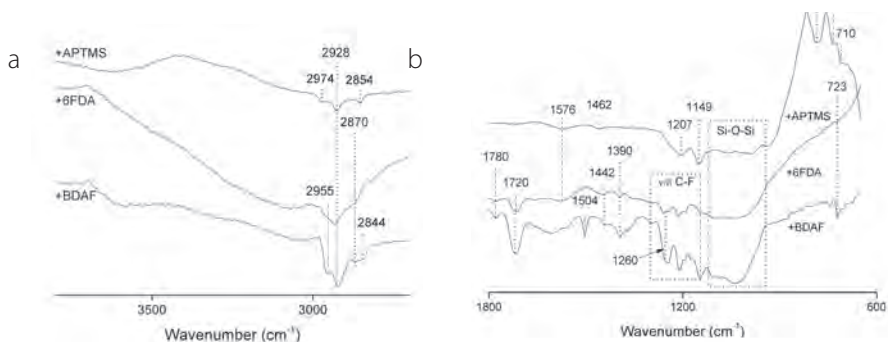 a
+APTMS
2928
2974
2854
+6FDA
2870
2955
+BDAF
2844
3500
3000
Wavenumber (cm⁻¹)
b
710
1576
1462
1149
723
1207
Si-O-Si
+APTMS
1780
1720
1390
1442
C-F
+6FDA
1504
+BDAF
1260
1800
1200
600
Wavenumber (cm⁻¹)